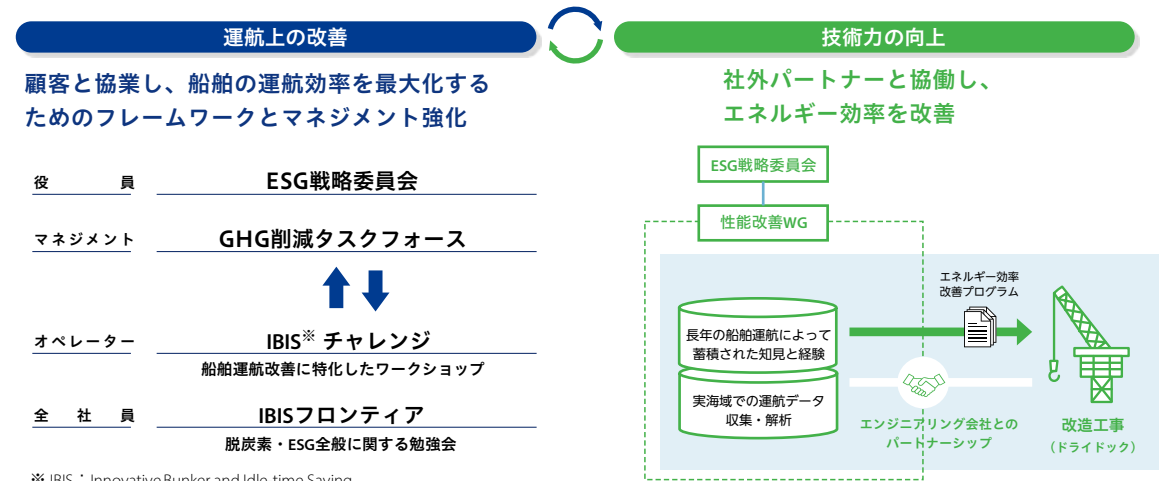 運航上の改善
顧客と協業し、船舶の運航効率を最大化する
ためのフレームワークとマネジメント強化
役員 ESG戦略委員会
マネジメント GHG削減タスクフォース
オペレーター IBIS※ チャレンジ
船舶運航改善に特化したワークショップ
全社員 IBISフロンティア
脱炭素・ESG全般に関する勉強会
※ IBIS:Innovative Bunker and Idle-time Saving
技術力の向上
社外パートナーと協働し、
エネルギー効率を改善
ESG戦略委員会
性能改善WG
エネルギー効率
改善プログラム
長年の船舶運航によって
蓄積された知見と経験
実海域での運航データ
収集・解析
エンジニアリング会社との
パートナーシップ
改造工事
(ドライドック)